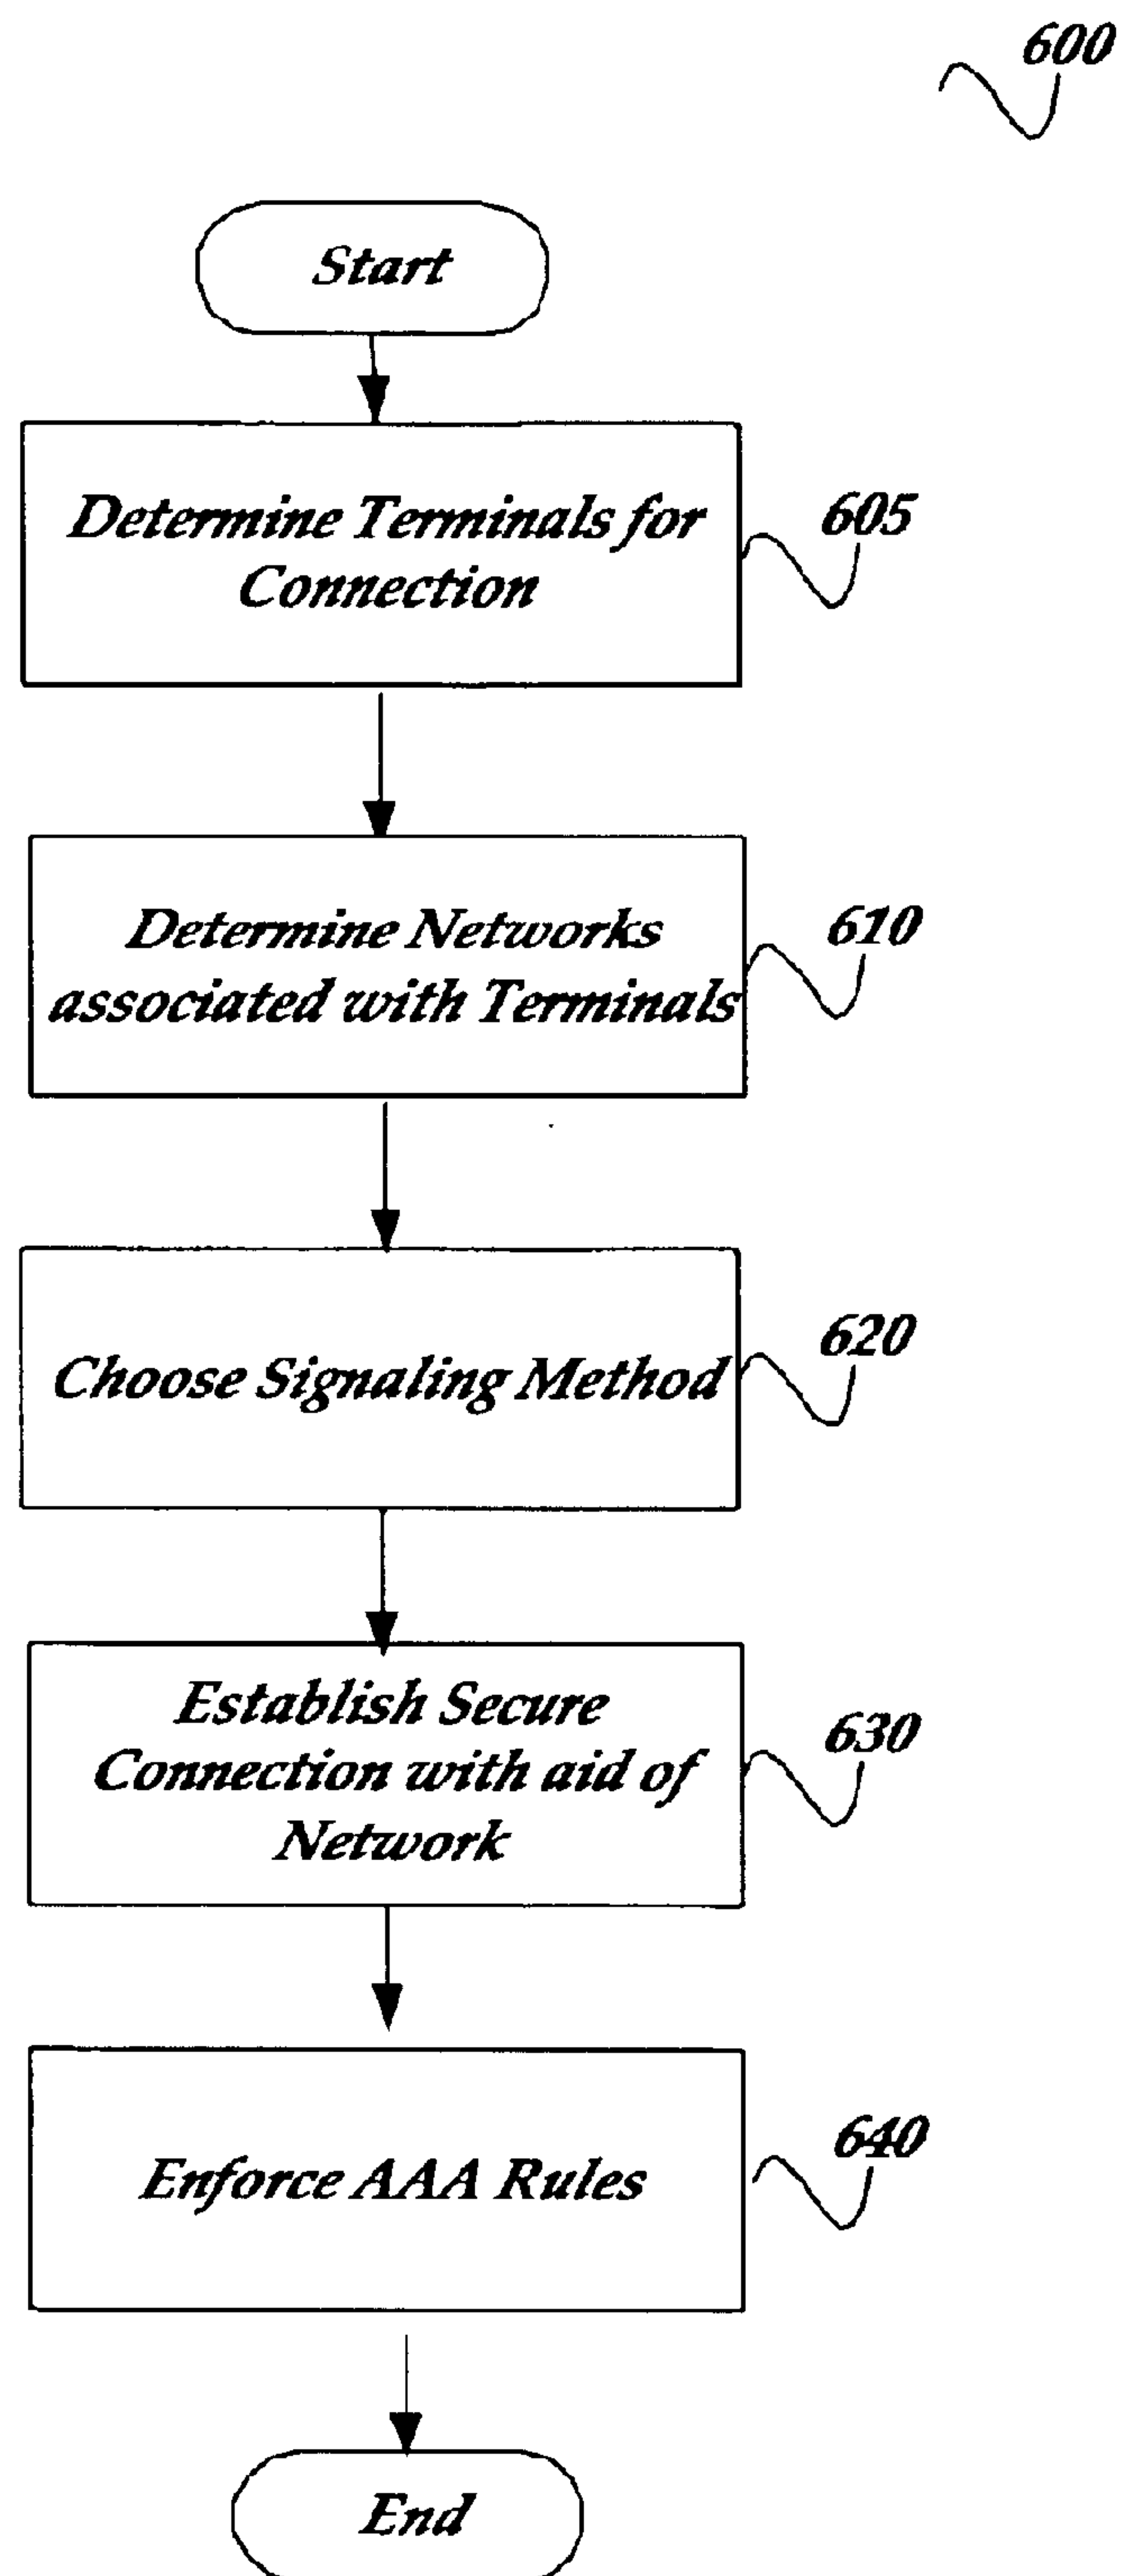 600
Start
Determine Terminals for
Connection
605
Determine Networks
associated with Terminals
610
Choose Signaling Method
620
Establish Secure
Connection with aid of
Network
630
Enforce AAA Rules
640
End